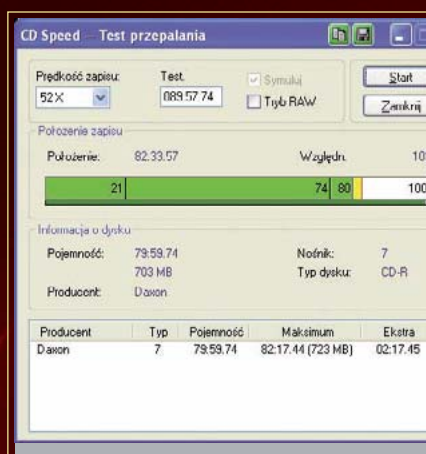 CD Speed - Test przepalania
Prędkość zapisu: Test.
52X 089.57.74 Symuluj Start
Tryb RAW Zamknij
Położenie zapisu
Położenie: 82.33.57 Względn. 10
21 74 80 100
Informacja o dysku
Pojemność: 79:59.74 Nośnik: 7
703 MB Typ dysku: CD-R
Producent: Daxon
Producent Typ Pojemność Maksimum Ekstra
Daxon 7 79:59.74 82:17.44 (723 MB) 02:17.45